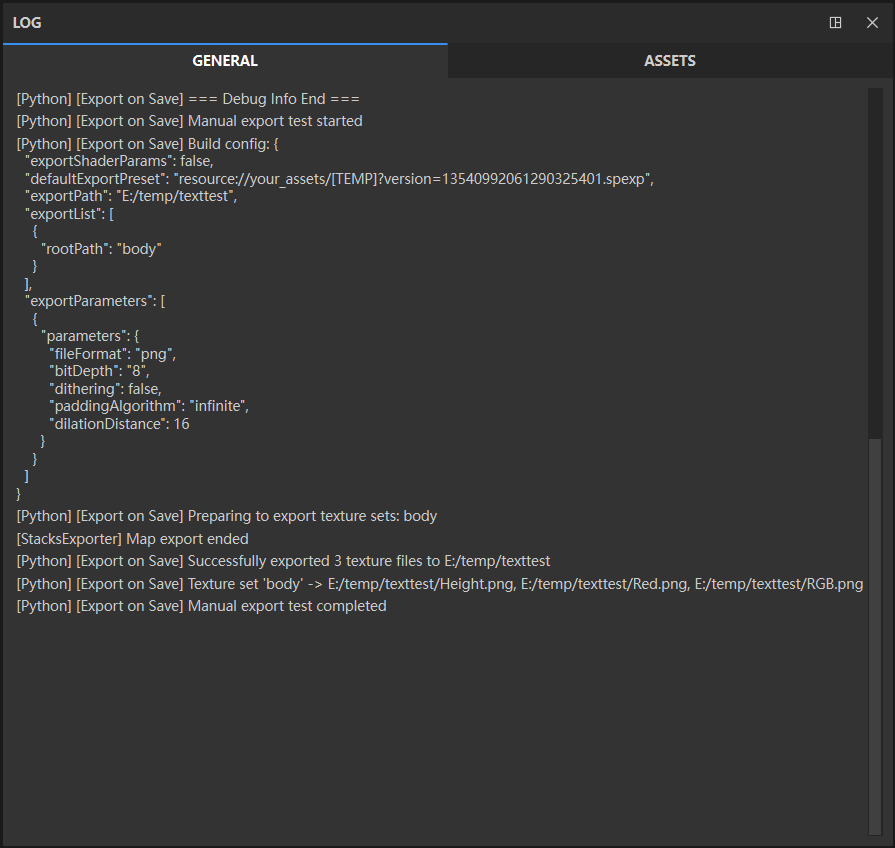 LOG
GENERAL
ASSETS
[Python] [Export on Save] === Debug Info End ===
[Python] [Export on Save] Manual export test started
[Python] [Export on Save] Build config: {
  "exportShaderParams": false,
  "defaultExportPreset": "resource://your_assets/[TEMP]?version=13540992061290325401.spexp",
  "exportPath": "E:/temp/texttest",
  "exportList": [
    {
      "rootPath": "body"
    }
  ],
  "exportParameters": [
    {
      "parameters": {
        "fileFormat": "png",
        "bitDepth": "8",
        "dithering": false,
        "paddingAlgorithm": "infinite",
        "dilationDistance": 16
      }
    }
  ]
}
[Python] [Export on Save] Preparing to export texture sets: body
[StacksExporter] Map export ended
[Python] [Export on Save] Successfully exported 3 texture files to E:/temp/texttest
[Python] [Export on Save] Texture set 'body' -> E:/temp/texttest/Height.png, E:/temp/texttest/Red.png, E:/temp/texttest/RGB.png
[Python] [Export on Save] Manual export test completed